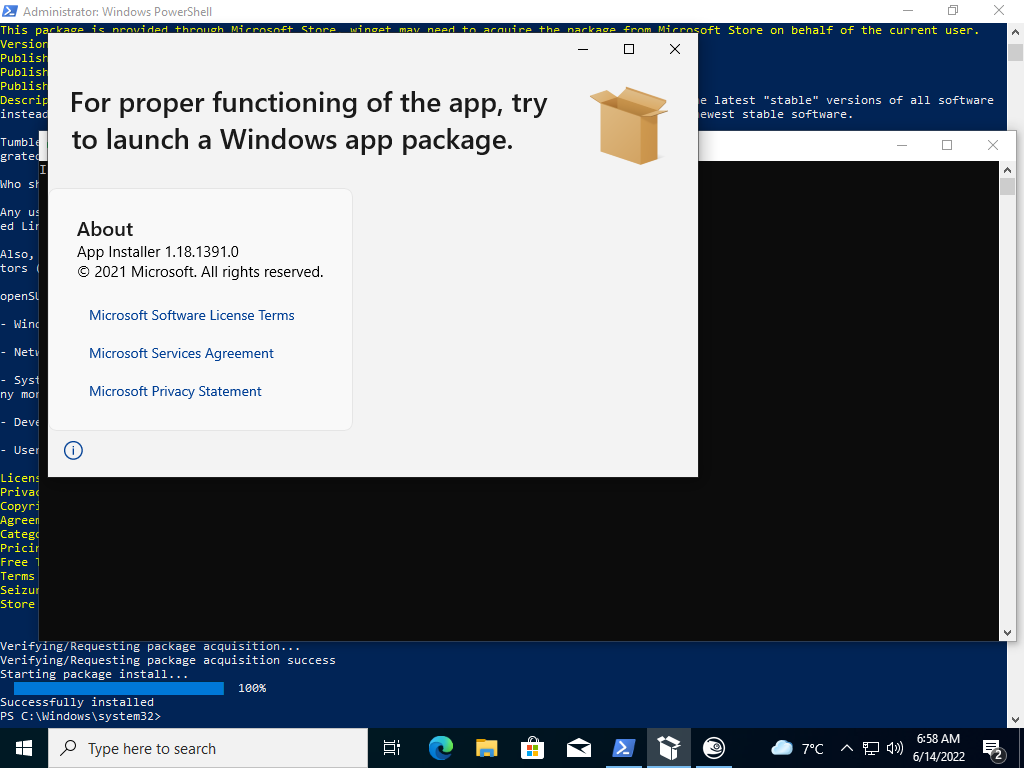 Administrator: Windows PowerShell
This package is provided through Microsoft Store. winget may need to acquire the package from Microsoft Store on behalf of the current user.
Version
Publish
Publish
Publish
Descrip
e latest "stable" versions of all software
instead
ewest stable software.
For proper functioning of the app, try
to launch a Windows app package.
Tumble
grated
Who sh
Any us
ed Lin
Also,
tors (
openSU
- Wind
- Netw
- Syst
ny mor
- Deve
- User
Licens
Privac
Copyri
Agreem
Catego
Pricin
Free T
Terms
Seizur
Store
I
About
App Installer 1.18.1391.0
© 2021 Microsoft. All rights reserved.
Microsoft Software License Terms
Microsoft Services Agreement
Microsoft Privacy Statement
Verifying/Requesting package acquisition...
Verifying/Requesting package acquisition success
Starting package install...
100%
Successfully installed
PS C:\Windows\system32>
Type here to search
7°C
6:58 AM
6/14/2022
2